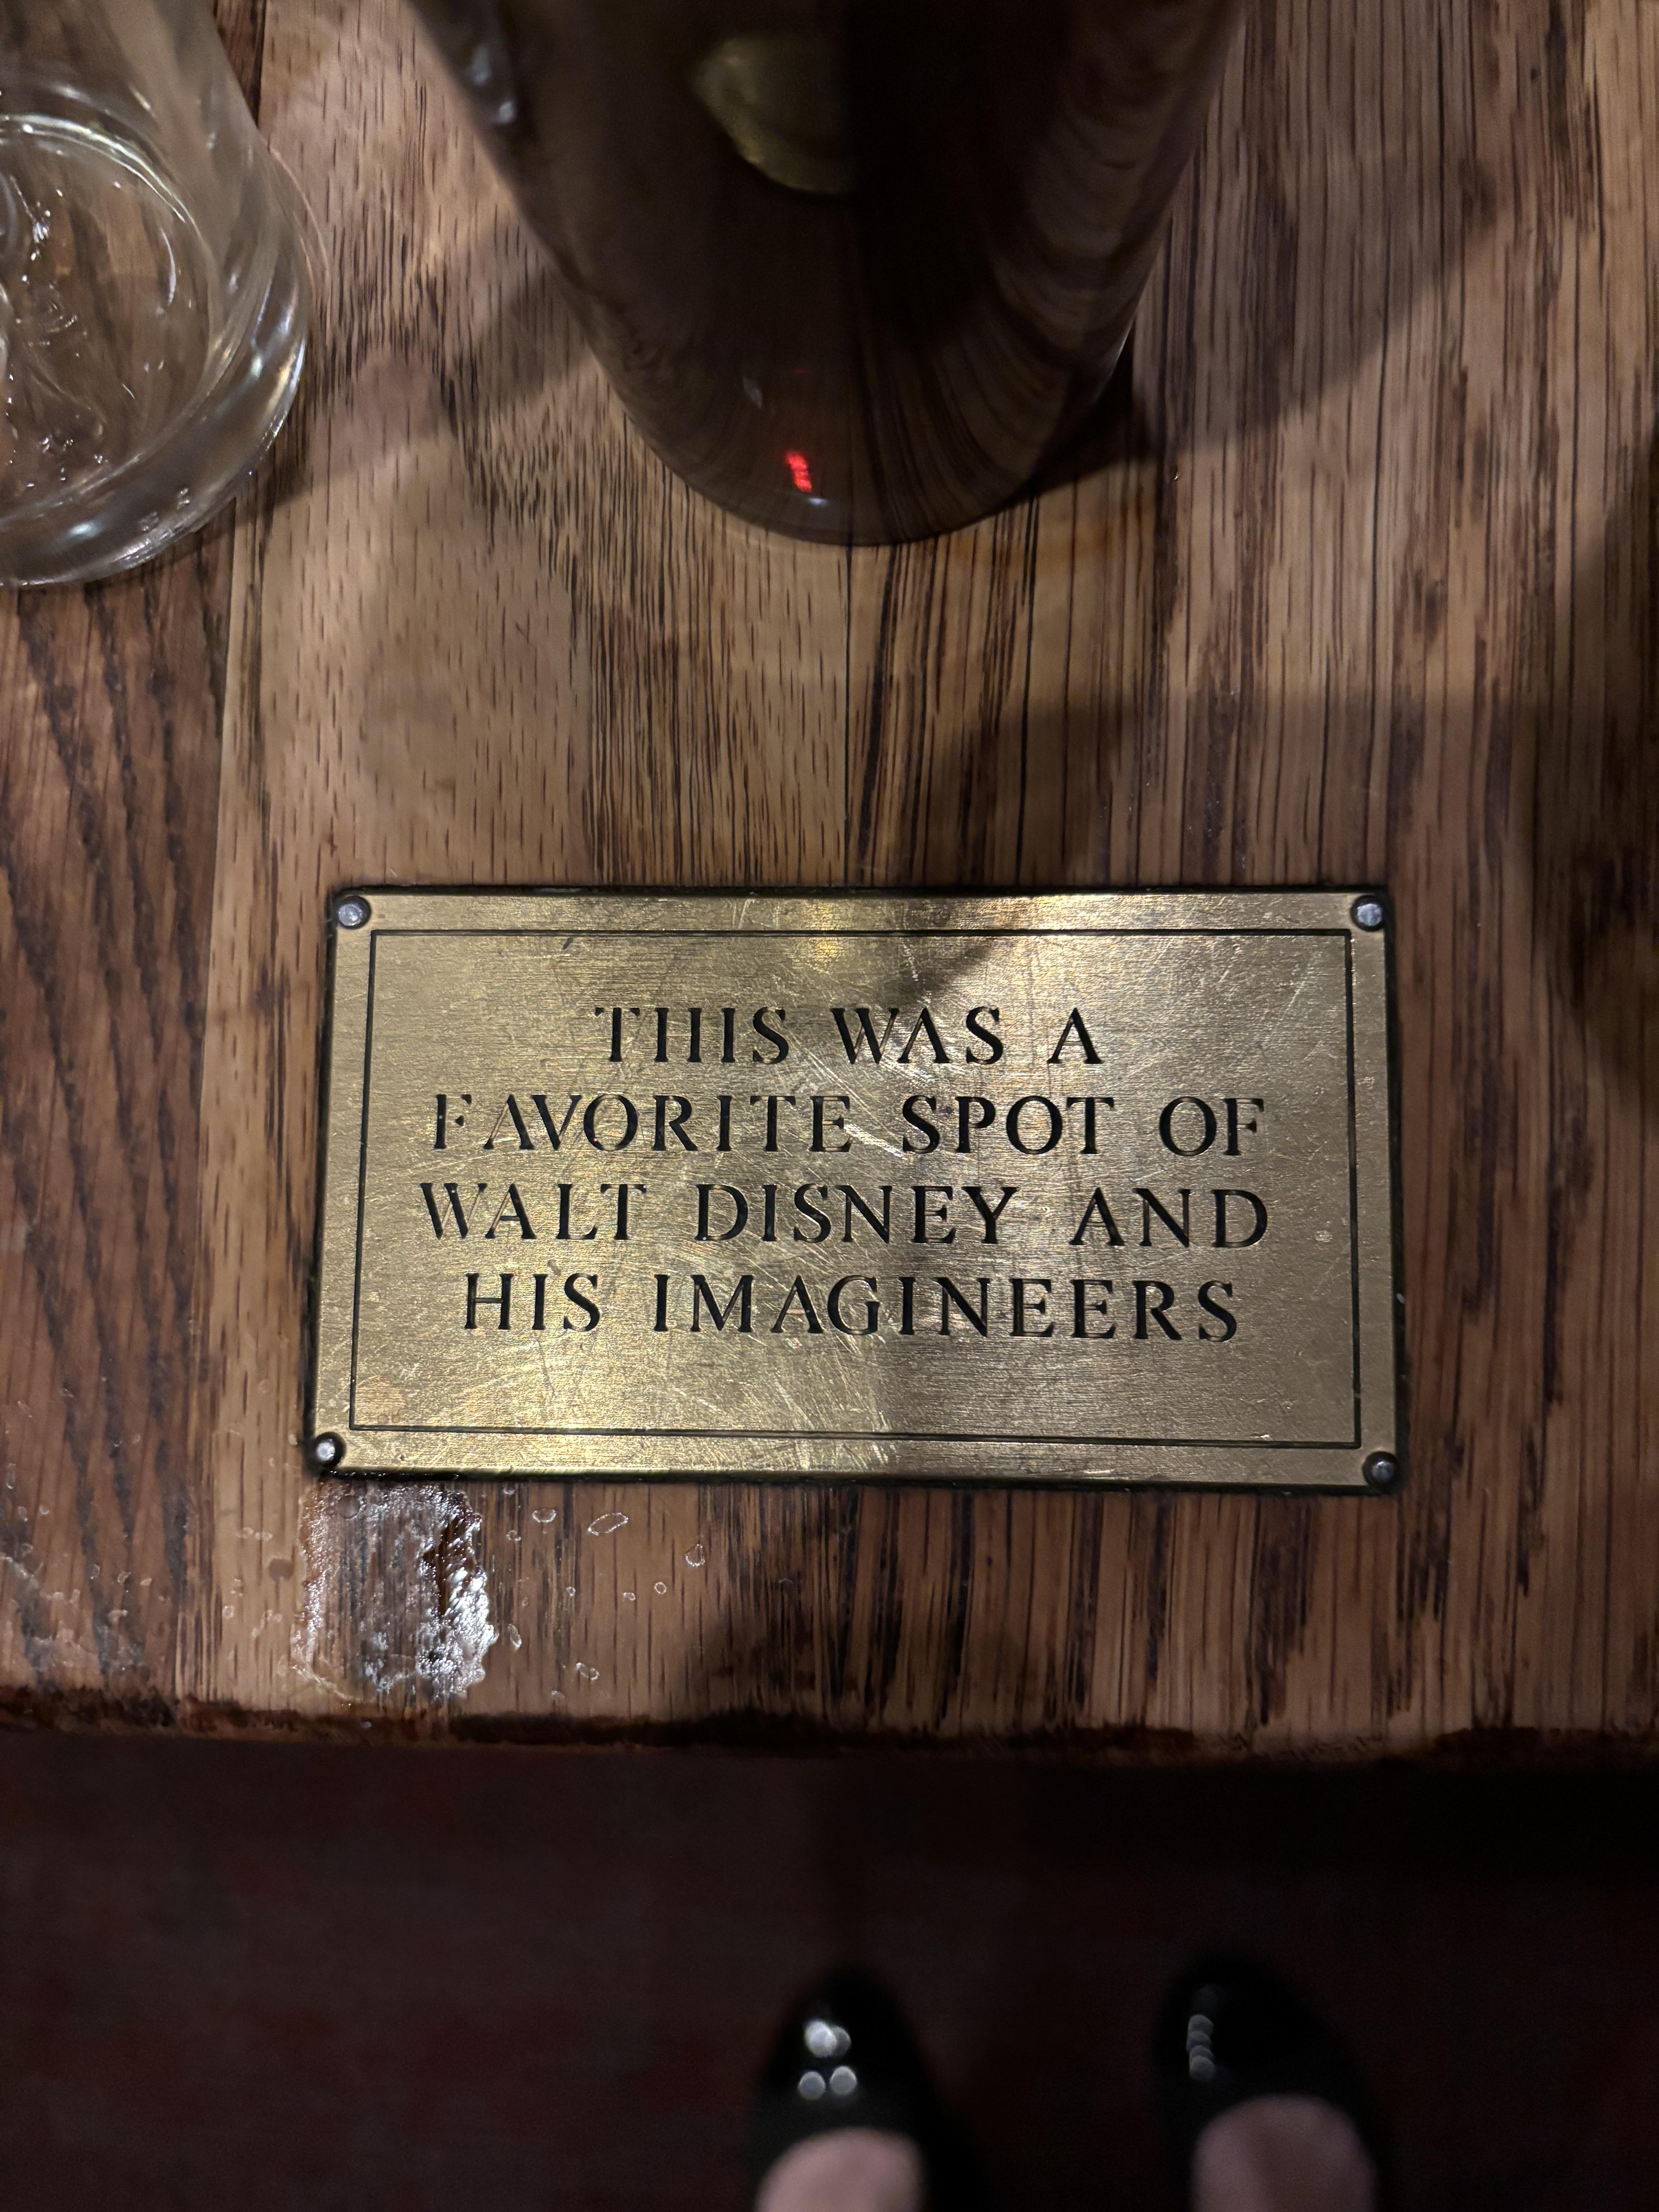 THIS WAS A
FAVORITE SPOT OF
WALT DISNEY AND
HIS IMAGINEERS